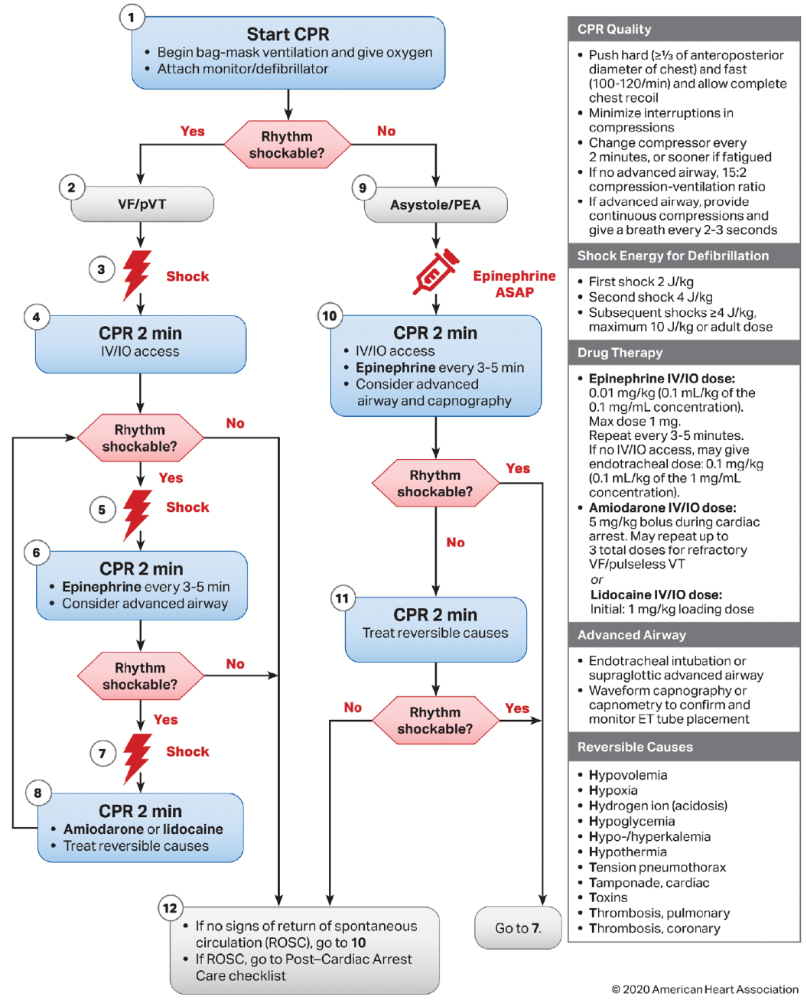 1
Start CPR
• Begin bag-mask ventilation and give oxygen
• Attach monitor/defibrillator
Yes
Rhythm
shockable?
No
2
VF/pVT
3
Shock
4
CPR 2 min
IV/IO access
Rhythm
shockable?
No
Yes
5
Shock
6
CPR 2 min
• Epinephrine every 3-5 min
• Consider advanced airway
Rhythm
shockable?
No
Yes
7
Shock
8
CPR 2 min
• Amiodarone or lidocaine
• Treat reversible causes
9
Asystole/PEA
Epinephrine
ASAP
10
CPR 2 min
• IV/IO access
• Epinephrine every 3-5 min
• Consider advanced
airway and capnography
Rhythm
shockable?
Yes
No
11
CPR 2 min
Treat reversible causes
No
Rhythm
shockable?
Yes
12
• If no signs of return of spontaneous
circulation (ROSC), go to 10
• If ROSC, go to Post–Cardiac Arrest
Care checklist
Go to 7.
CPR Quality
• Push hard (≥⅓ of anteroposterior
diameter of chest) and fast
(100-120/min) and allow complete
chest recoil
• Minimize interruptions in
compressions
• Change compressor every
2 minutes, or sooner if fatigued
• If no advanced airway, 15:2
compression-ventilation ratio
• If advanced airway, provide
continuous compressions and
give a breath every 2-3 seconds
Shock Energy for Defibrillation
• First shock 2 J/kg
• Second shock 4 J/kg
• Subsequent shocks ≥4 J/kg,
maximum 10 J/kg or adult dose
Drug Therapy
• Epinephrine IV/IO dose:
0.01 mg/kg (0.1 mL/kg of the
0.1 mg/mL concentration).
Max dose 1 mg.
Repeat every 3-5 minutes.
If no IV/IO access, may give
endotracheal dose: 0.1 mg/kg
(0.1 mL/kg of the 1 mg/mL
concentration).
• Amiodarone IV/IO dose:
5 mg/kg bolus during cardiac
arrest. May repeat up to
3 total doses for refractory
VF/pulseless VT
or
Lidocaine IV/IO dose:
Initial: 1 mg/kg loading dose
Advanced Airway
• Endotracheal intubation or
supraglottic advanced airway
• Waveform capnography or
capnometry to confirm and
monitor ET tube placement
Reversible Causes
• Hypovolemia
• Hypoxia
• Hydrogen ion (acidosis)
• Hypoglycemia
• Hypo-/hyperkalemia
• Hypothermia
• Tension pneumothorax
• Tamponade, cardiac
• Toxins
• Thrombosis, pulmonary
• Thrombosis, coronary
© 2020 American Heart Association